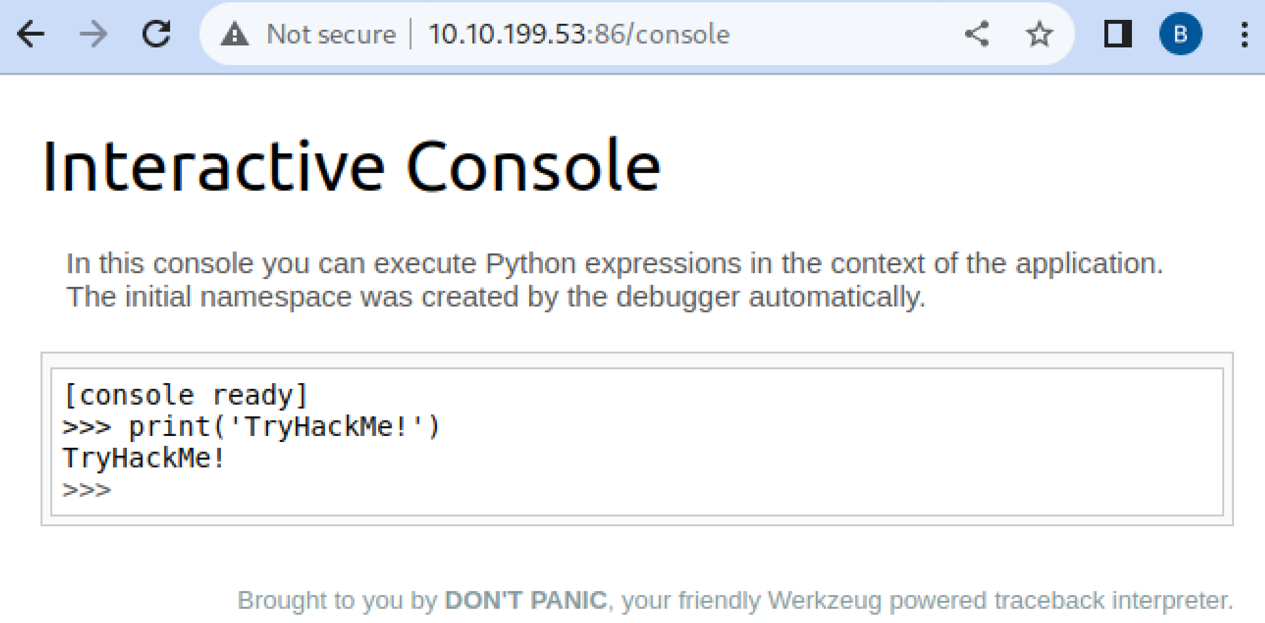 Not secure 10.10.199.53:86/console
B
Interactive Console
In this console you can execute Python expressions in the context of the application.
The initial namespace was created by the debugger automatically.
[console ready]
>>> print('TryHackMe!')
TryHackMe!
>>>
Brought to you by DON'T PANIC, your friendly Werkzeug powered traceback interpreter.